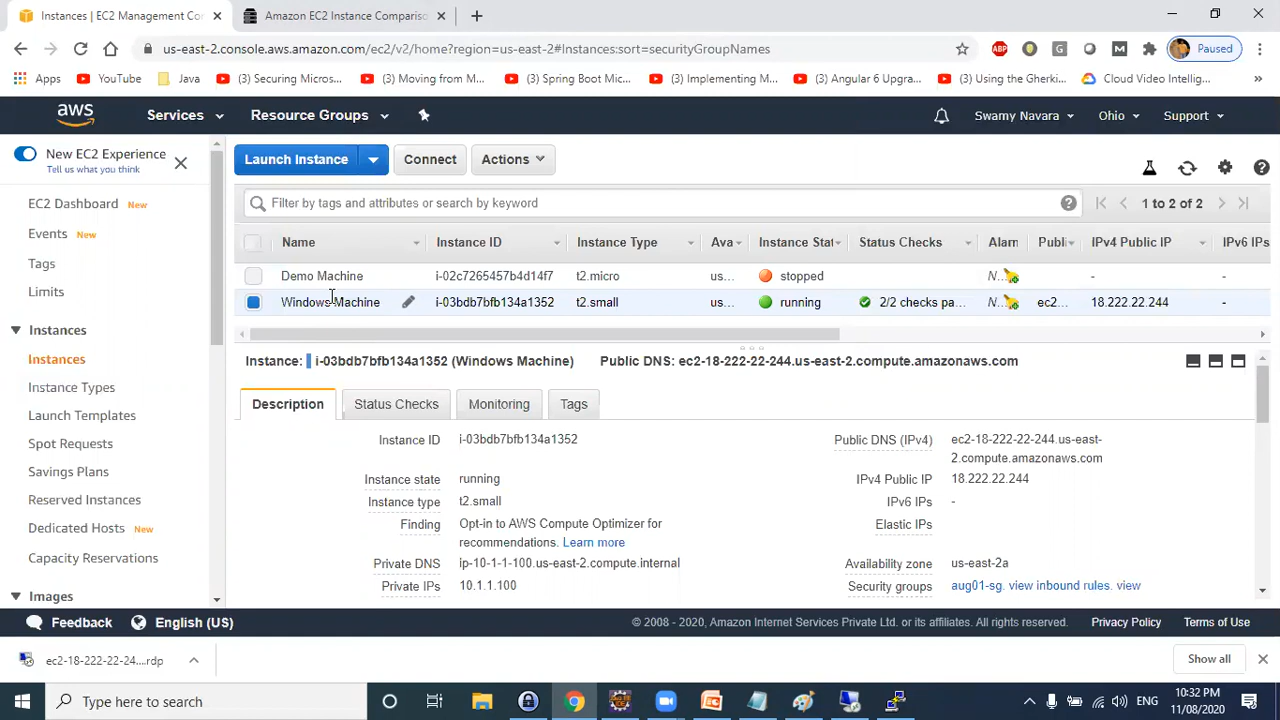 Instances | EC2 Management Con
Amazon EC2 Instance Comparison
us-east-2.console.aws.amazon.com/ec2/v2/home?region=us-east-2#Instances:sort=securityGroupNames
ABP
G
M
Paused
Apps
YouTube
Java
(3) Securing Micros...
(3) Moving from M...
(3) Spring Boot Mic...
(3) Implementing M...
(3) Angular 6 Upgra...
(3) Using the Gherki...
Cloud Video Intellig...
»
aws
Services
Resource Groups
Swamy Navara
Ohio
Support
New EC2 Experience
Tell us what you think
EC2 Dashboard New
Events New
Tags
Limits
Instances
Instances
Instance Types
Launch Templates
Spot Requests
Savings Plans
Reserved Instances
Dedicated Hosts New
Capacity Reservations
Images
Launch Instance
Connect
Actions
Filter by tags and attributes or search by keyword
1 to 2 of 2
Name Instance ID Instance Type Ava Instance Stat Status Checks Alarm Publi IPv4 Public IP IPv6 IPs
Demo Machine i-02c7265457b4d14f7 t2.micro us... stopped N... -
Windows Machine i-03bdb7bfb134a1352 t2.small us... running 2/2 checks pa... N... ec2... 18.222.22.244 -
Instance: i-03bdb7bfb134a1352 (Windows Machine) Public DNS: ec2-18-222-22-244.us-east-2.compute.amazonaws.com
Description
Status Checks
Monitoring
Tags
Instance ID i-03bdb7bfb134a1352
Instance state running
Instance type t2.small
Finding Opt-in to AWS Compute Optimizer for
recommendations. Learn more
Private DNS ip-10-1-1-100.us-east-2.compute.internal
Private IPs 10.1.1.100
Public DNS (IPv4) ec2-18-222-22-244.us-east-
2.compute.amazonaws.com
IPv4 Public IP 18.222.22.244
IPv6 IPs -
Elastic IPs
Availability zone us-east-2a
Security groups aug01-sg. view inbound rules. view
Feedback
English (US)
© 2008 - 2020, Amazon Internet Services Private Ltd. or its affiliates. All rights reserved.
Privacy Policy
Terms of Use
ec2-18-222-22-24....rdp
Show all
Type here to search
ENG
10:32 PM
11/08/2020